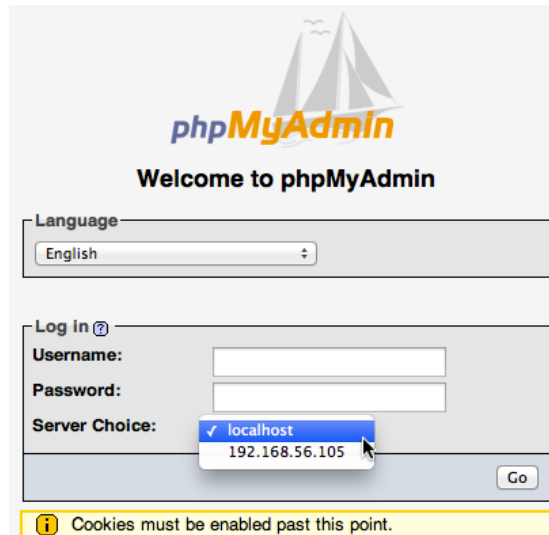 phpMyAdmin
Welcome to phpMyAdmin
Language
English
Log in
Username:
Password:
Server Choice:
✓ localhost
192.168.56.105
Go
Cookies must be enabled past this point.